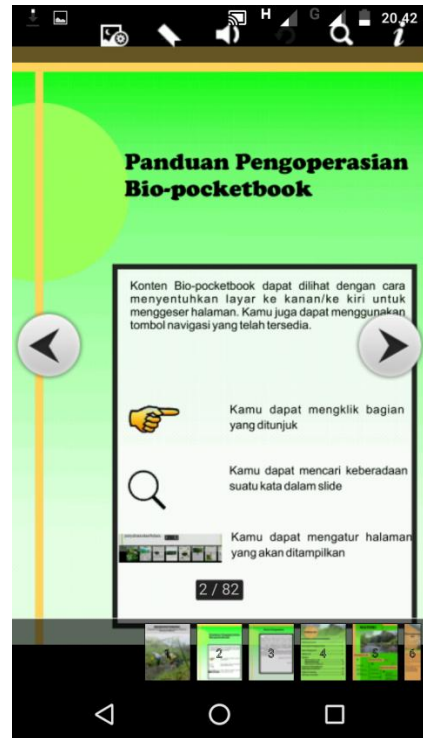 H G 20.42
Panduan Pengoperasian
Bio-pocketbook
Konten Bio-pocketbook dapat dilihat dengan cara
menyentuhkan layar ke kanan/ke kiri untuk
menggeser halaman. Kamu juga dapat menggunakan
tombol navigasi yang telah tersedia.
Kamu dapat mengklik bagian
yang ditunjuk
Kamu dapat mencari keberadaan
suatu kata dalam slide
Kamu dapat mengatur halaman
yang akan ditampilkan
2 / 82
1 2 3 4 5 6